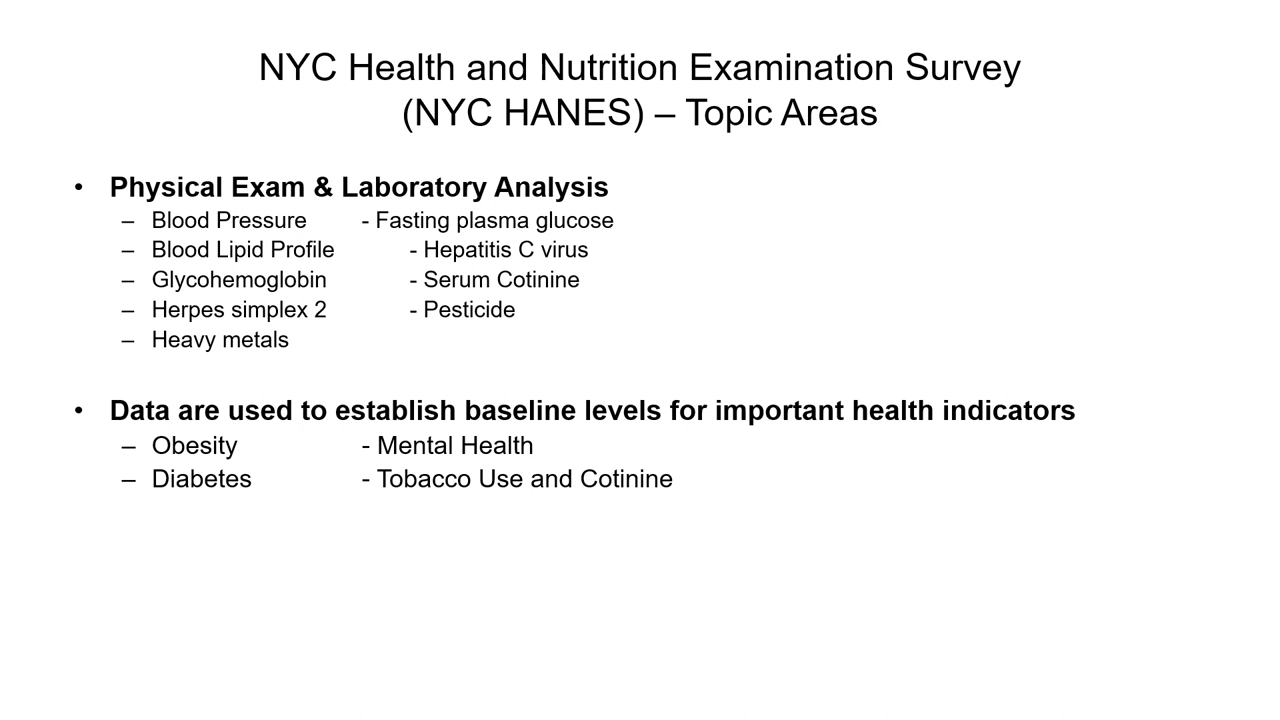 NYC Health and Nutrition Examination Survey
(NYC HANES) – Topic Areas
• Physical Exam & Laboratory Analysis
– Blood Pressure - Fasting plasma glucose
– Blood Lipid Profile - Hepatitis C virus
– Glycohemoglobin - Serum Cotinine
– Herpes simplex 2 - Pesticide
– Heavy metals
• Data are used to establish baseline levels for important health indicators
– Obesity - Mental Health
– Diabetes - Tobacco Use and Cotinine